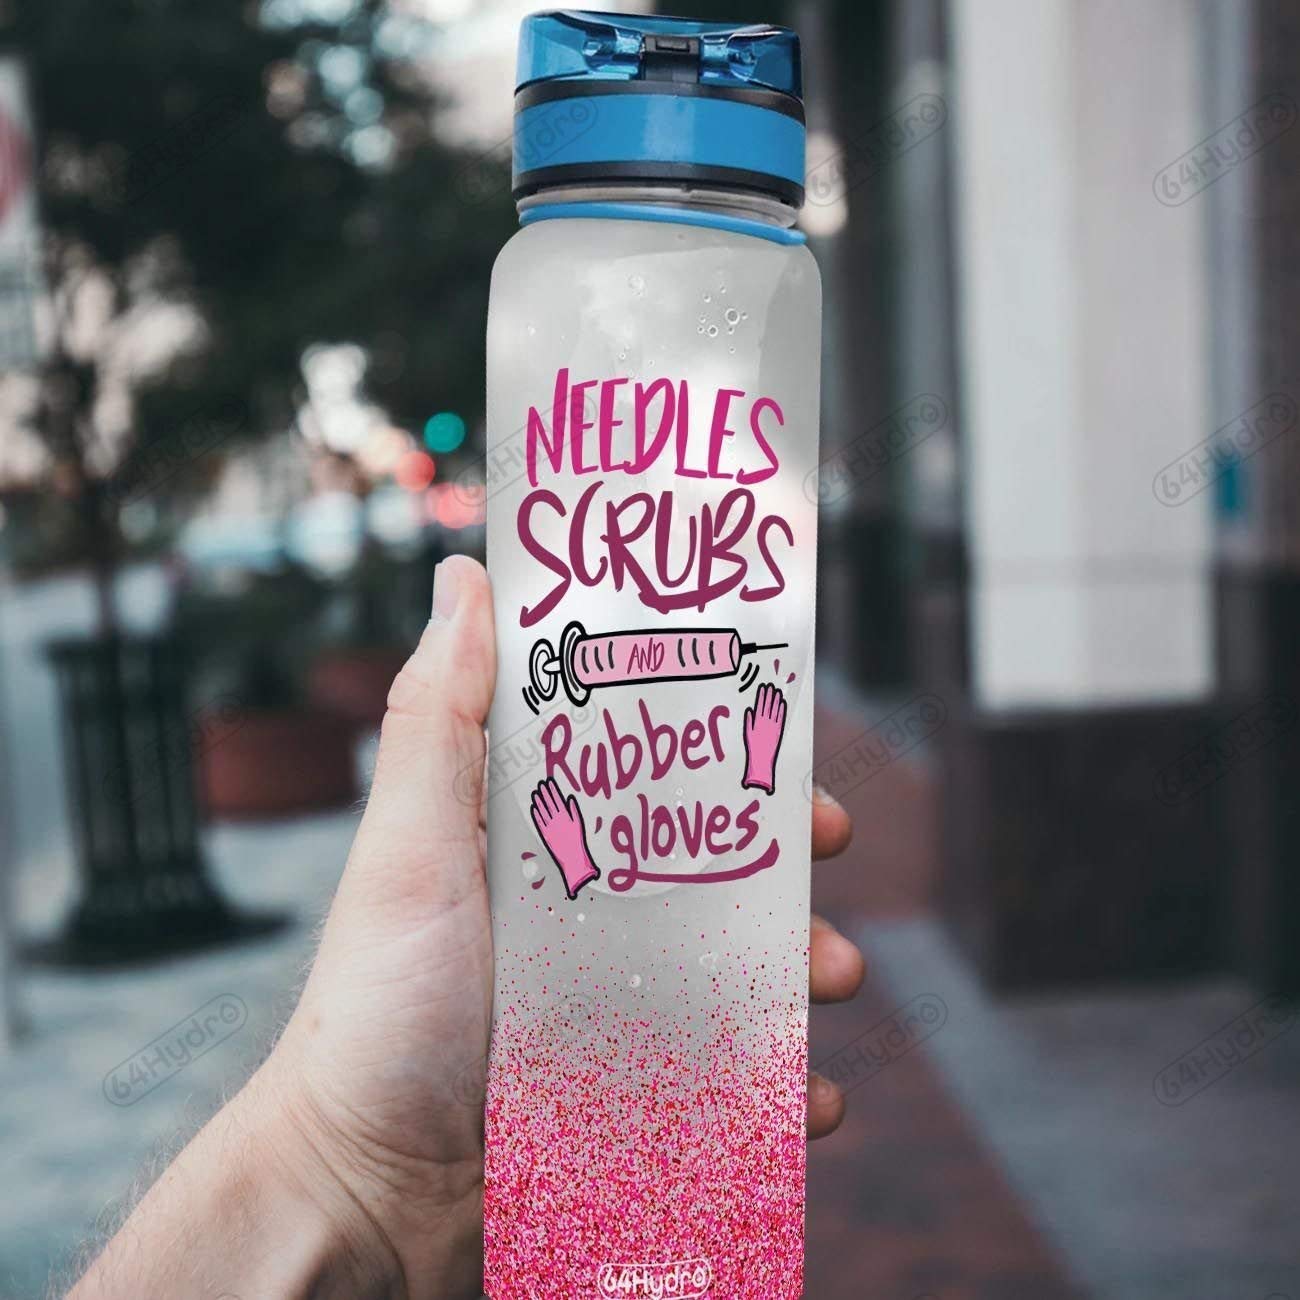 NEEDLES
SCRUBS
AND
Rubber
gloves
64Hydro